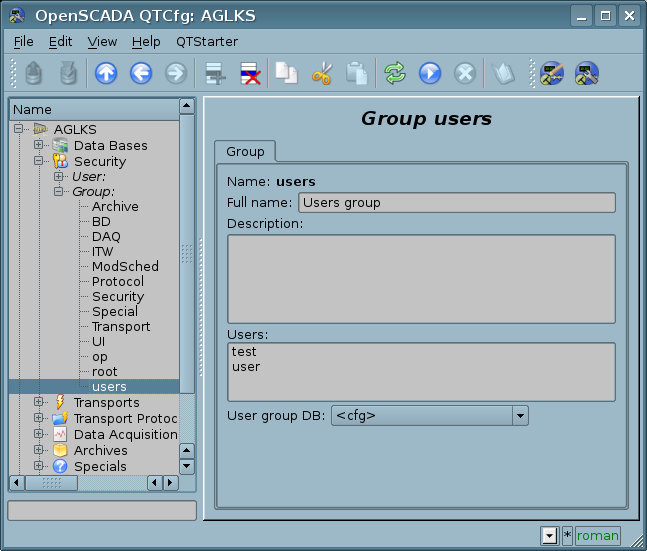 OpenSCADA QTCfg: AGLKS
File Edit View Help QTStarter
Name
AGLKS
Data Bases
Security
User:
Group:
Archive
BD
DAQ
ITW
ModSched
Protocol
Security
Special
Transport
UI
op
root
users
Transports
Transport Protoc
Data Acquisition
Archives
Specials
Group users
Group
Name: users
Full name: Users group
Description:
Users:
test
user
User group DB: <cfg>
* roman